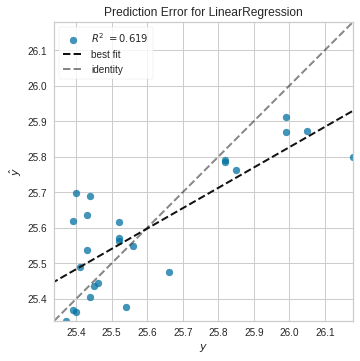 Prediction Error for LinearRegression
R² = 0.619
best fit
identity
26.1
26.0
25.9
25.8
25.7
25.6
25.5
25.4
ŷ
25.4 25.5 25.6 25.7 25.8 25.9 26.0 26.1
y